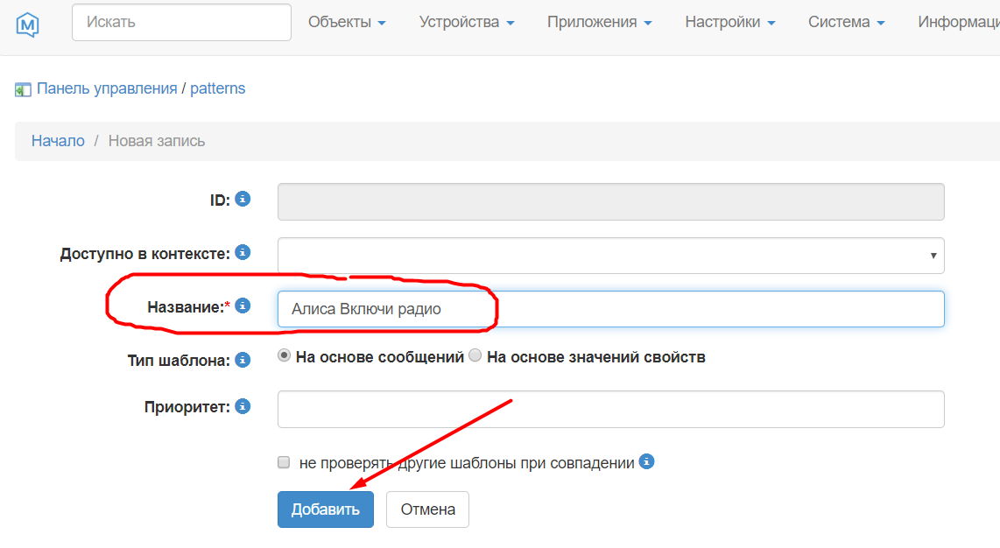 M
Искать
Объекты Устройства Приложения Настройки Система Информаци
Панель управления / patterns
Начало / Новая запись
ID:
Доступно в контексте:
Название:* Алиса Включи радио
Тип шаблона: На основе сообщений На основе значений свойств
Приоритет:
не проверять другие шаблоны при совпадении
Добавить Отмена